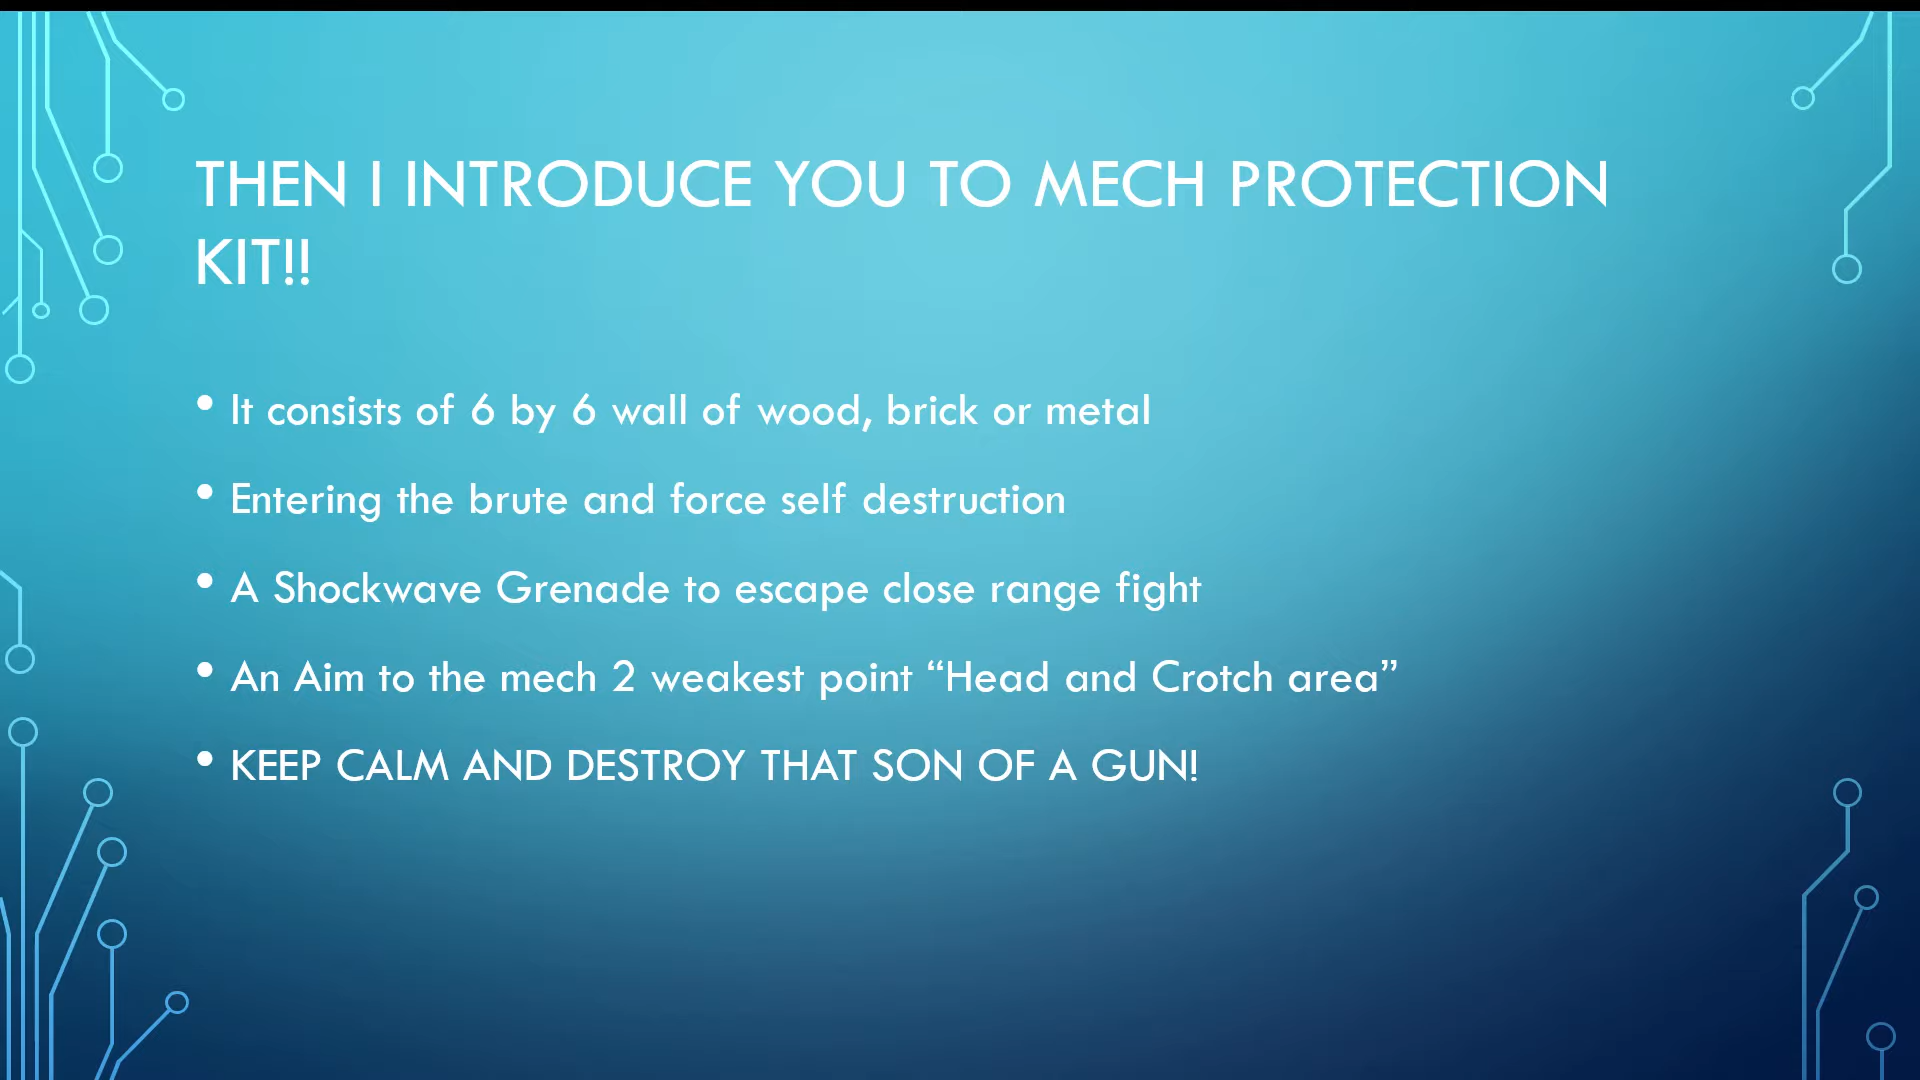 THEN I INTRODUCE YOU TO MECH PROTECTION
KIT!!
• It consists of 6 by 6 wall of wood, brick or metal
• Entering the brute and force self destruction
• A Shockwave Grenade to escape close range fight
• An Aim to the mech 2 weakest point “Head and Crotch area”
• KEEP CALM AND DESTROY THAT SON OF A GUN!